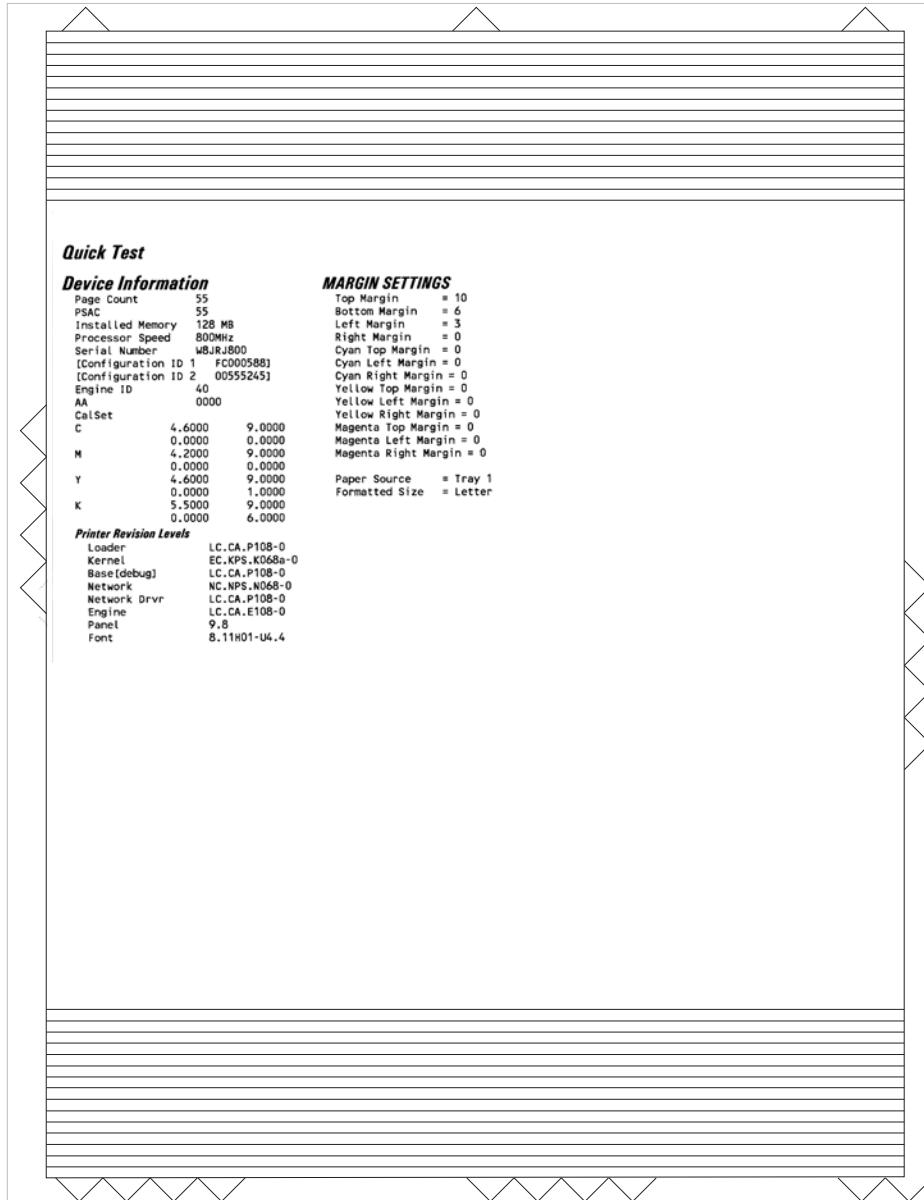 Quick Test
Device Information
Page Count 55
PSAC 55
Installed Memory 128 MB
Processor Speed 800MHz
Serial Number W8JRJ800
[Configuration ID 1 FC000588]
[Configuration ID 2 00555245]
Engine ID 40
AA 0000
CalSet
C 4.6000 9.0000
0.0000 0.0000
M 4.2000 9.0000
0.0000 0.0000
Y 4.6000 9.0000
0.0000 1.0000
K 5.5000 9.0000
0.0000 6.0000
Printer Revision Levels
Loader LC.CA.P108-0
Kernel EC.KPS.K068a-0
Base[debug] LC.CA.P108-0
Network NC.NPS.N068-0
Network Drvr LC.CA.P108-0
Engine LC.CA.E108-0
Panel 9.8
Font 8.11H01-U4.4
MARGIN SETTINGS
Top Margin = 10
Bottom Margin = 6
Left Margin = 3
Right Margin = 0
Cyan Top Margin = 0
Cyan Left Margin = 0
Cyan Right Margin = 0
Yellow Top Margin = 0
Yellow Left Margin = 0
Yellow Right Margin = 0
Magenta Top Margin = 0
Magenta Left Margin = 0
Magenta Right Margin = 0
Paper Source = Tray 1
Formatted Size = Letter